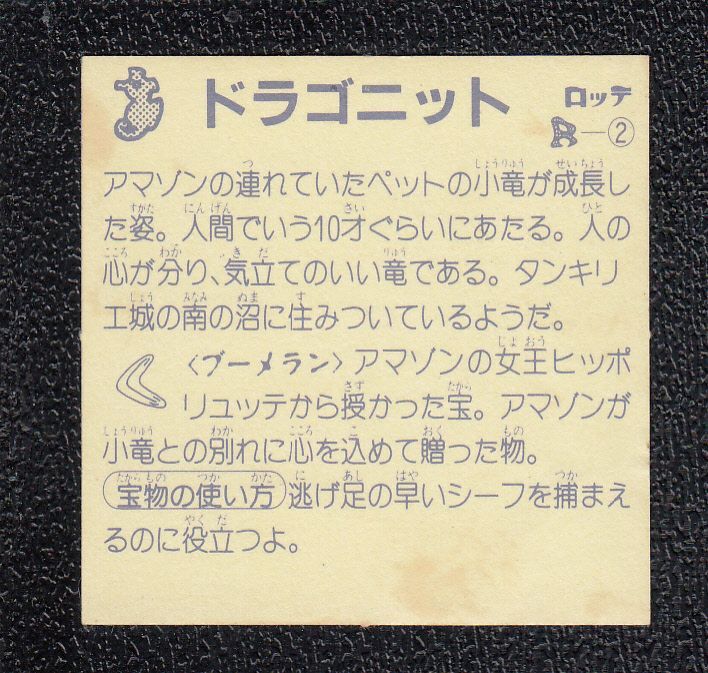 ドラゴニット ロッテ
R-②
アマゾンの連れていたペットの小竜が成長し
た姿。人間でいう10才ぐらいにあたる。人の
心が分り、気立てのいい竜である。タンキリ
エ城の南の沼に住みついているようだ。
〈ブーメラン〉アマゾンの女王ヒッポ
リュッテから授かった宝。アマゾンが
小竜との別れに心を込めて贈った物。
宝物の使い方 逃げ足の早いシーフを捕まえ
るのに役立つよ。